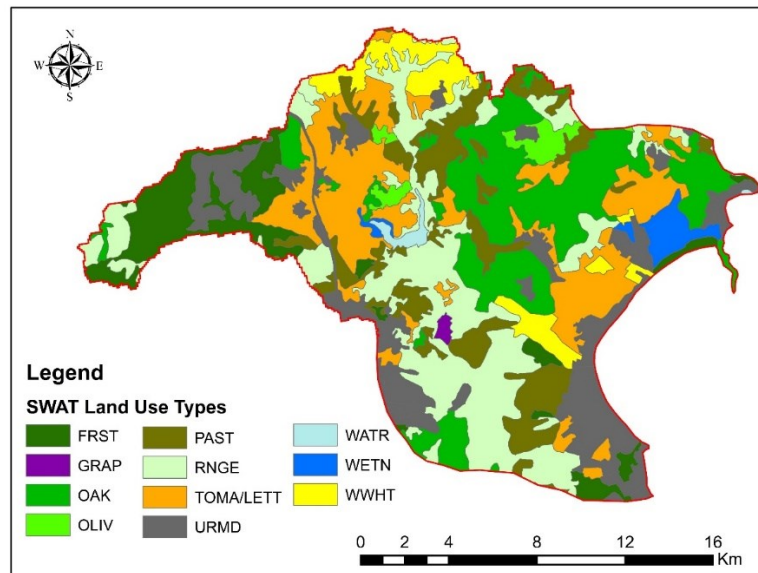 N
W E
S
Legend
SWAT Land Use Types
FRST
GRAP
OAK
OLIV
PAST
RNGE
TOMA/LETT
URMD
WATR
WETN
WWHT
0 2 4 8 12 16
Km